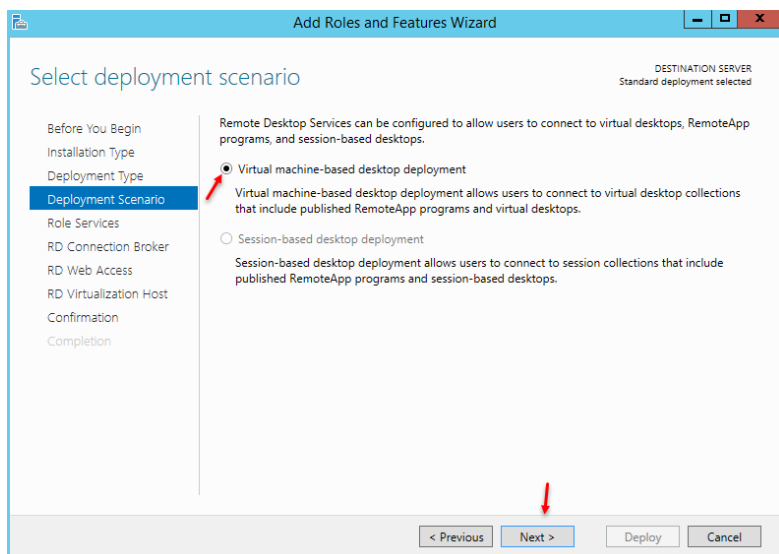 Add Roles and Features Wizard
Select deployment scenario
DESTINATION SERVER
Standard deployment selected
Before You Begin
Installation Type
Deployment Type
Deployment Scenario
Role Services
RD Connection Broker
RD Web Access
RD Virtualization Host
Confirmation
Completion
Remote Desktop Services can be configured to allow users to connect to virtual desktops, RemoteApp
programs, and session-based desktops.
Virtual machine-based desktop deployment
Virtual machine-based desktop deployment allows users to connect to virtual desktop collections
that include published RemoteApp programs and virtual desktops.
Session-based desktop deployment
Session-based desktop deployment allows users to connect to session collections that include
published RemoteApp programs and session-based desktops.
< Previous
Next >
Deploy
Cancel